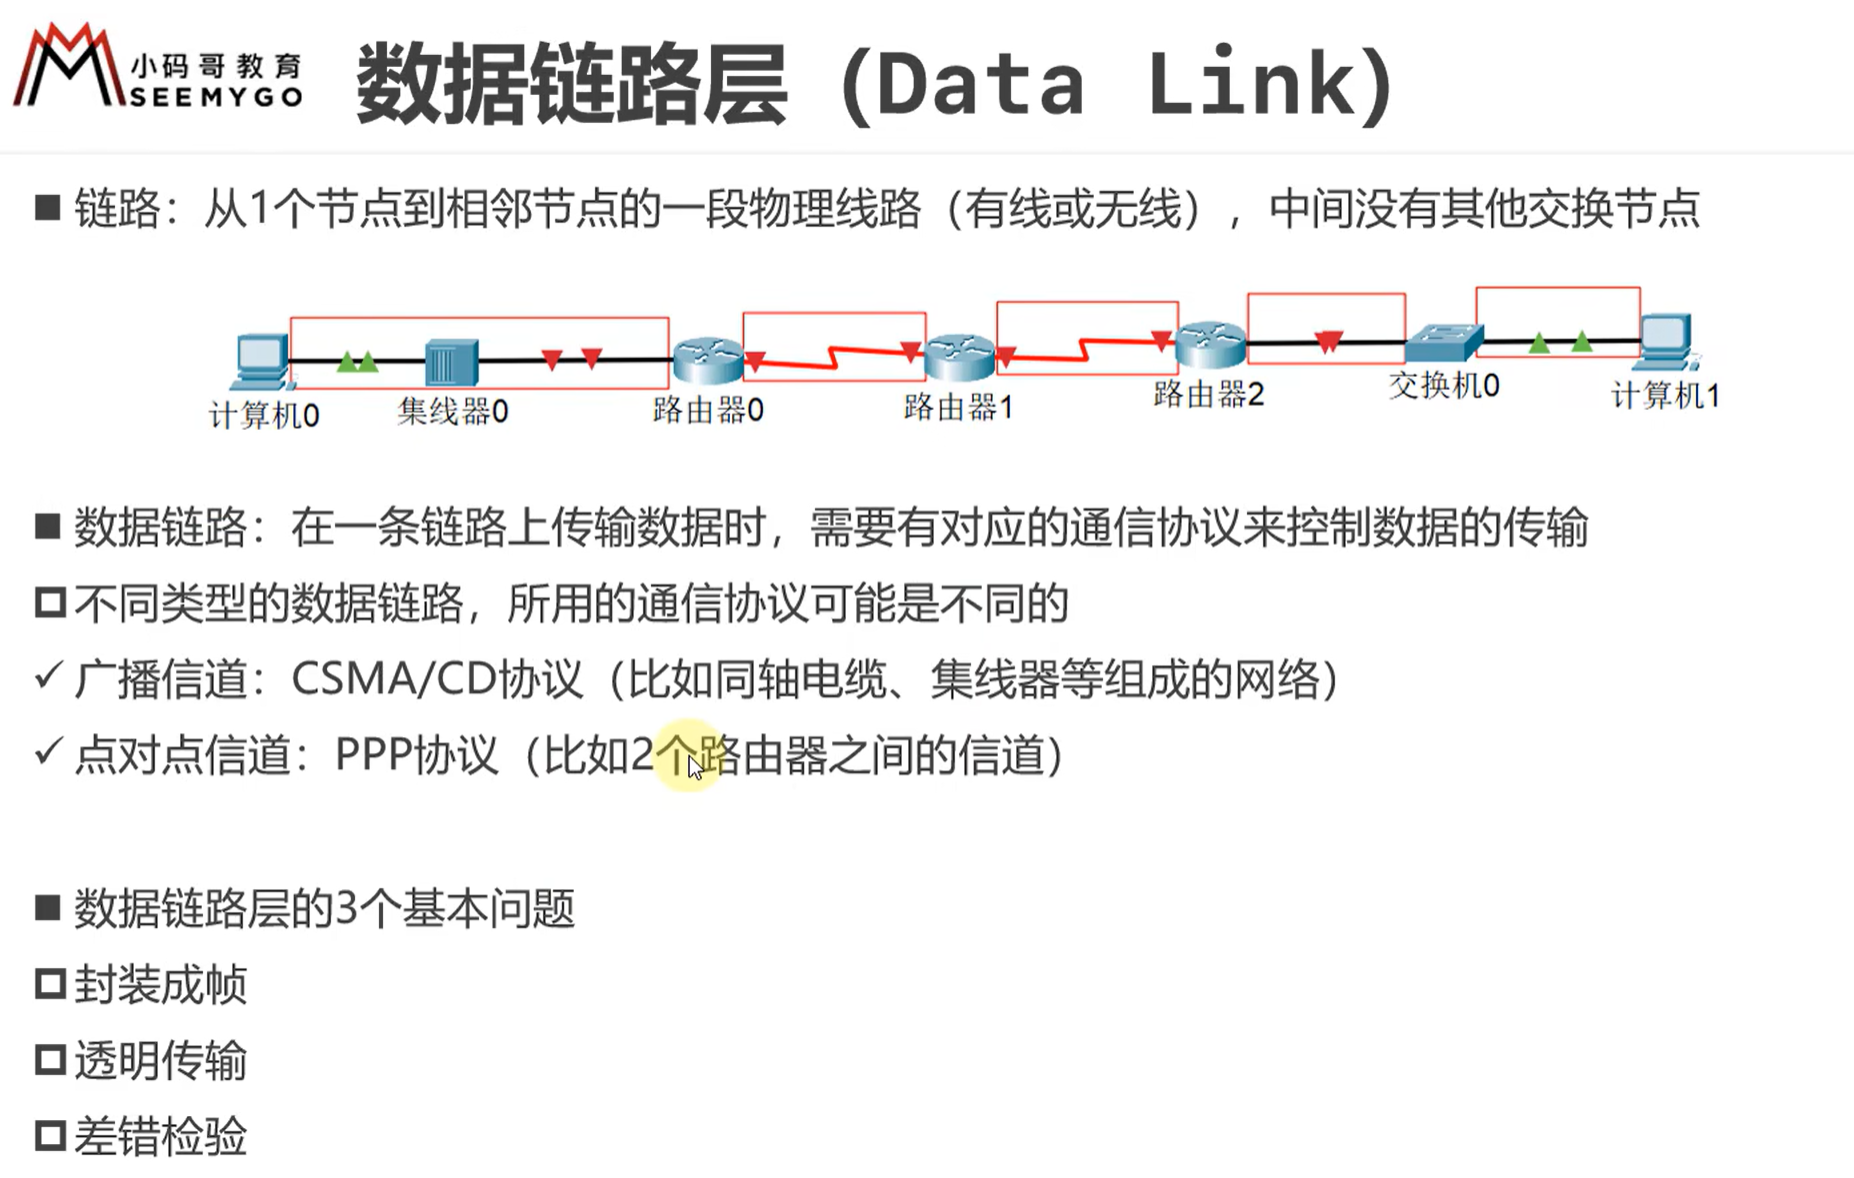 小码哥教育
SEEMYGO
数据链路层（Data Link）
■ 链路：从1个节点到相邻节点的一段物理线路（有线或无线），中间没有其他交换节点
计算机0 集线器0 路由器0 路由器1 路由器2 交换机0 计算机1
■ 数据链路：在一条链路上传输数据时，需要有对应的通信协议来控制数据的传输
□ 不同类型的数据链路，所用的通信协议可能是不同的
✓ 广播信道：CSMA/CD协议（比如同轴电缆、集线器等组成的网络）
✓ 点对点信道：PPP协议（比如2个路由器之间的信道）
■ 数据链路层的3个基本问题
□ 封装成帧
□ 透明传输
□ 差错检验